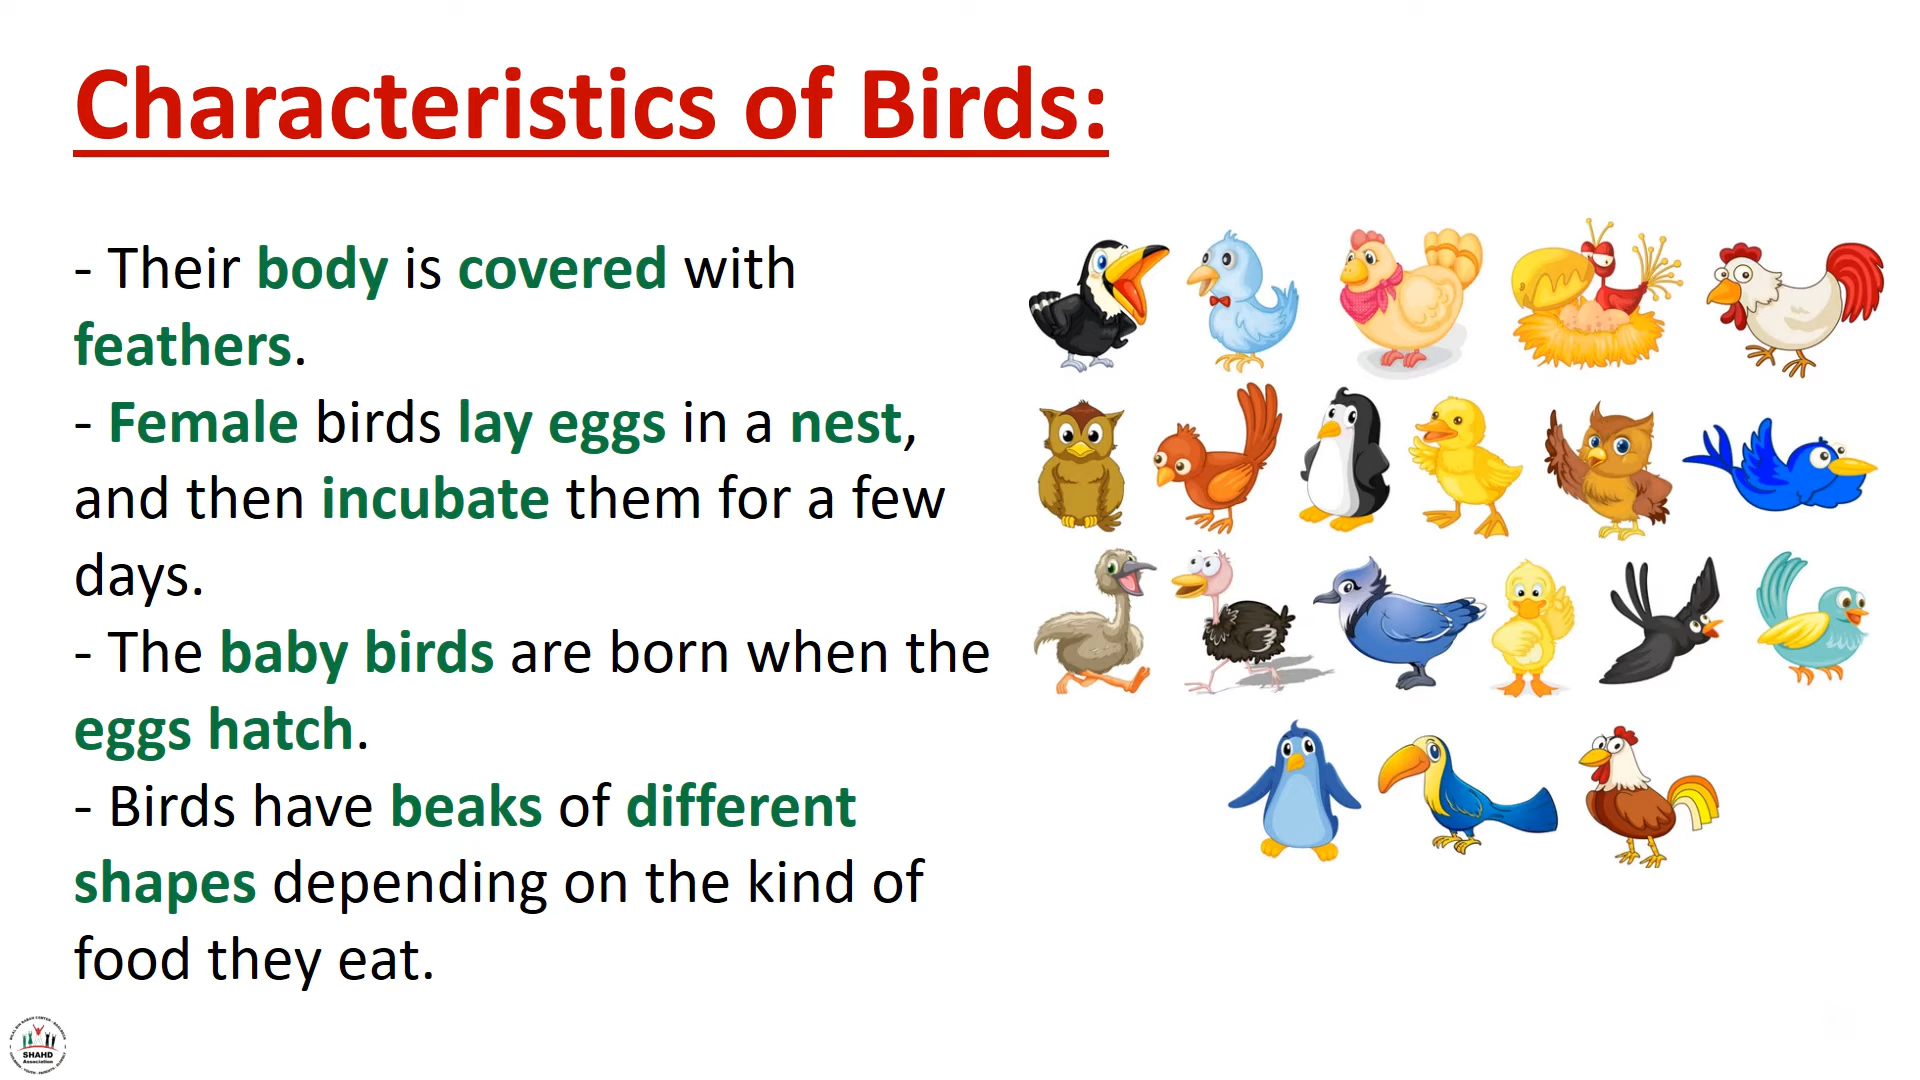 Characteristics of Birds:
- Their body is covered with
feathers.
- Female birds lay eggs in a nest,
and then incubate them for a few
days.
- The baby birds are born when the
eggs hatch.
- Birds have beaks of different
shapes depending on the kind of
food they eat.
SHAHD
Association